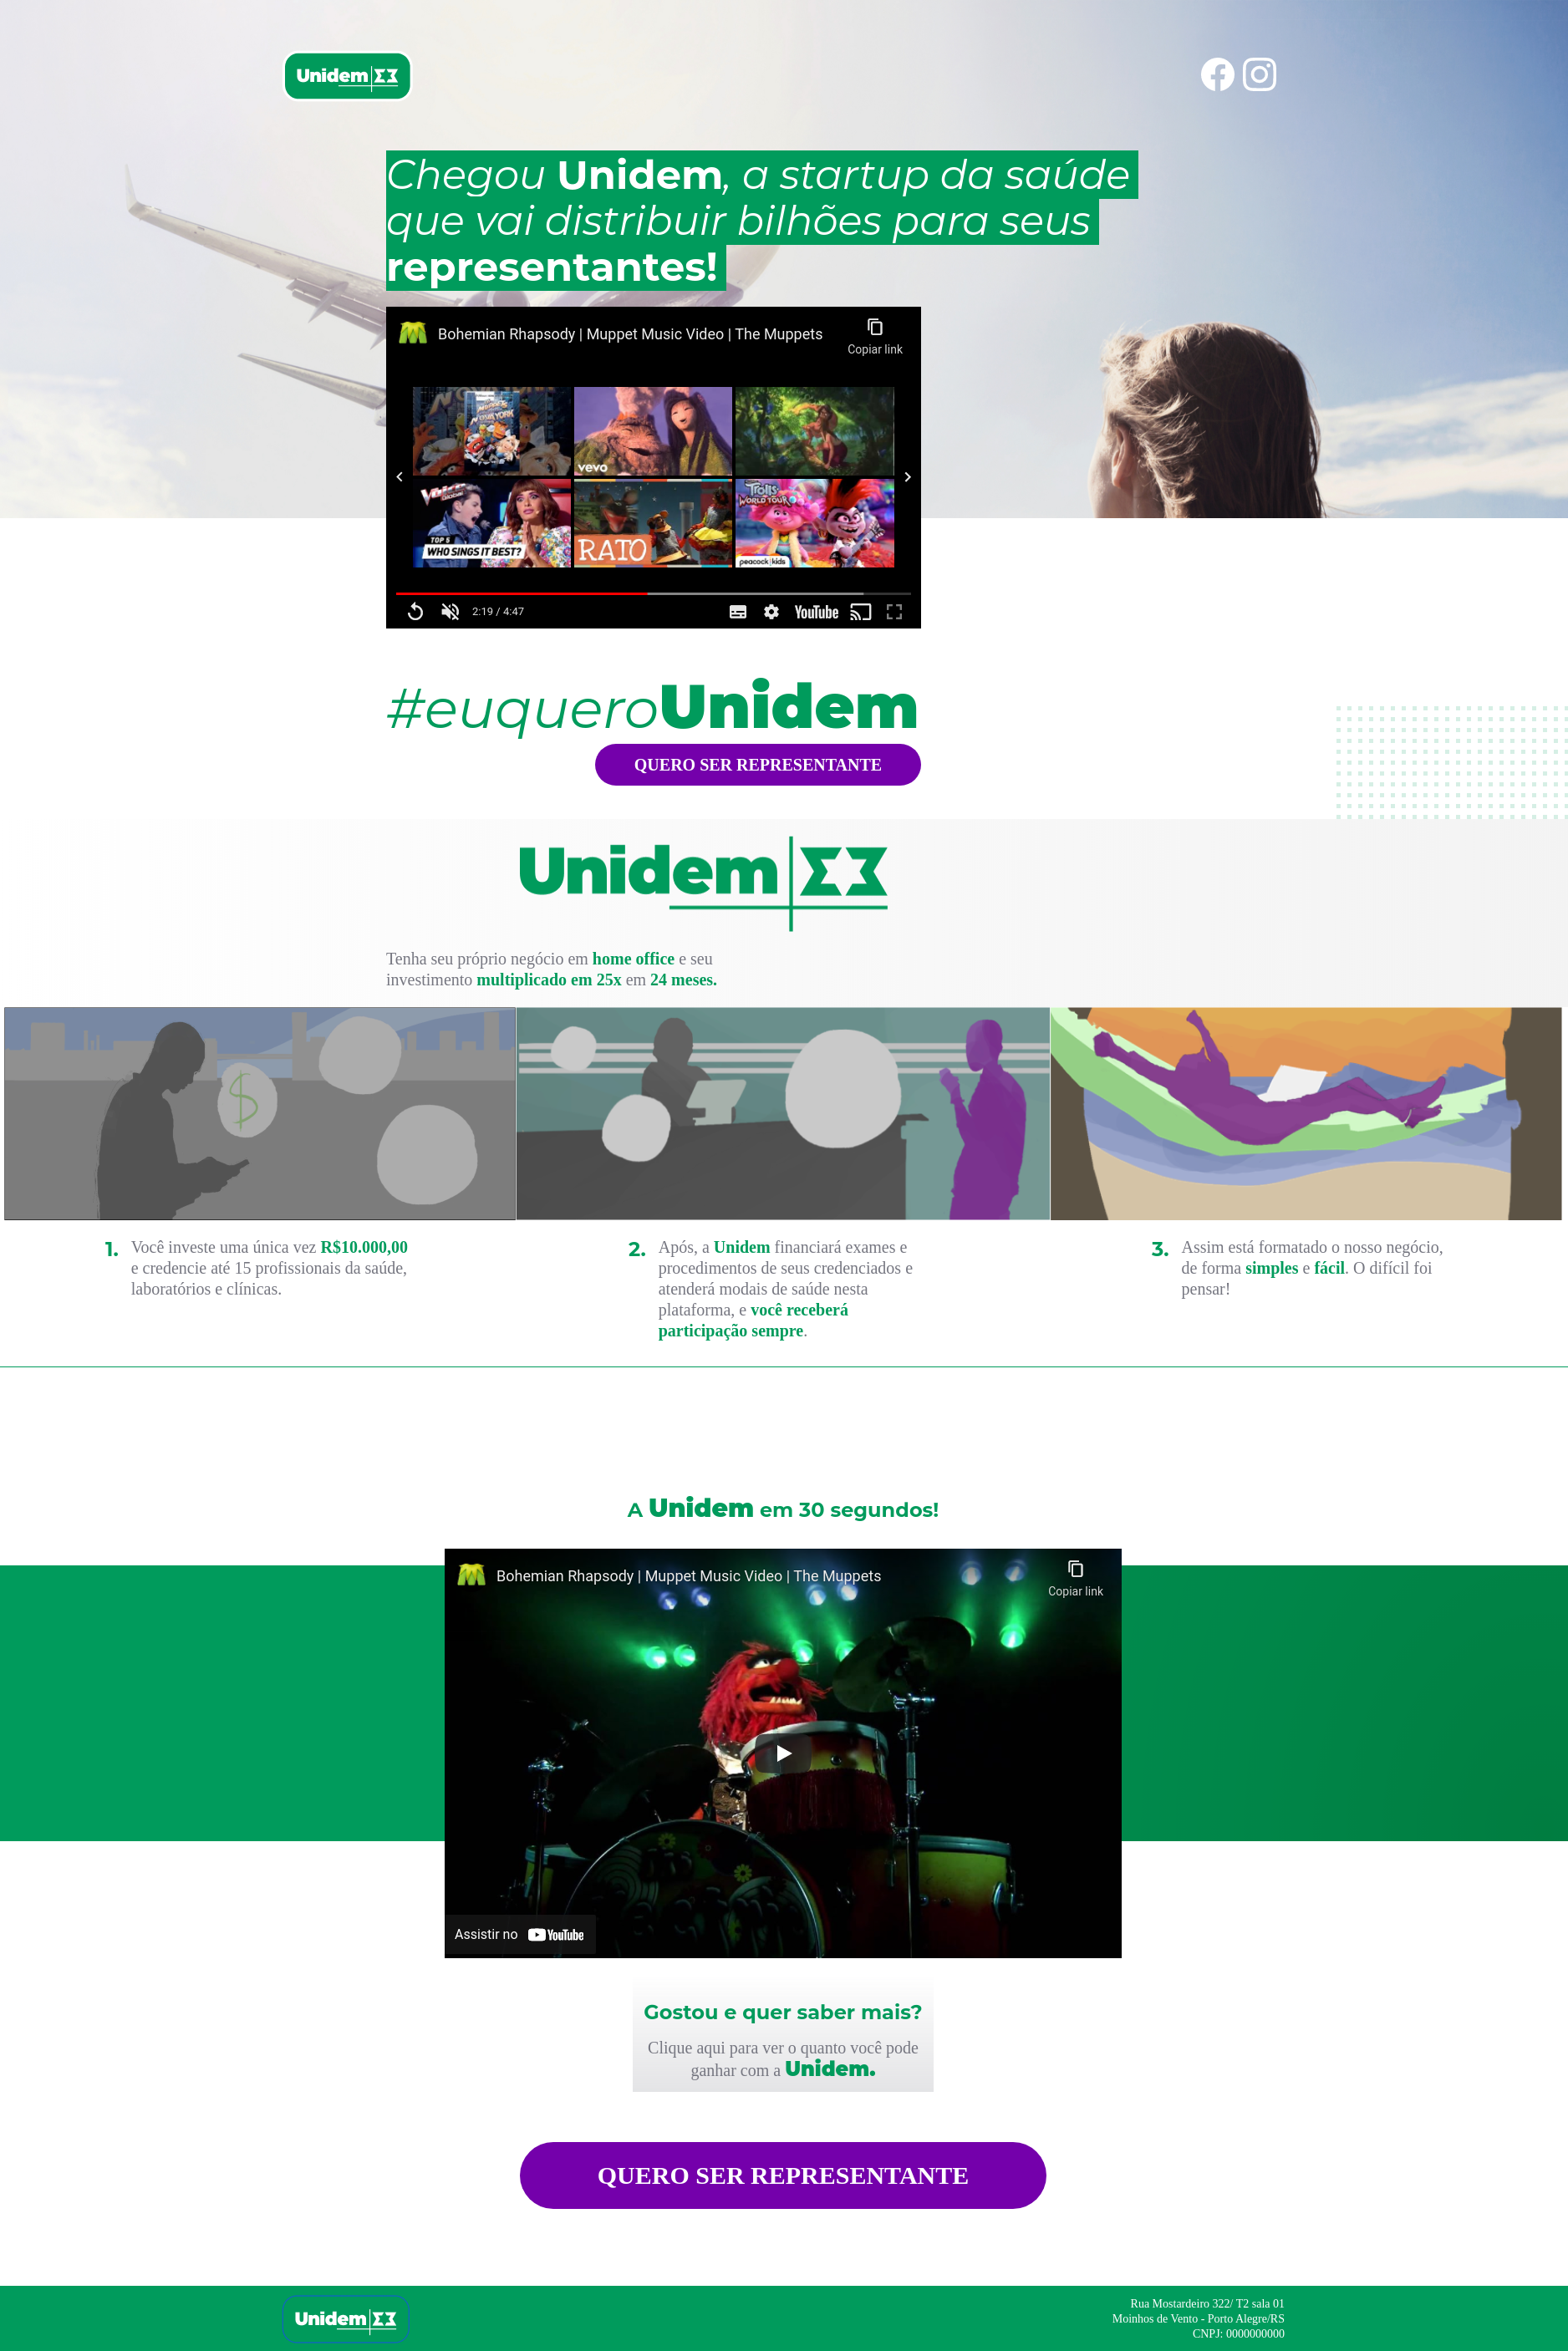 Unidem
Chegou Unidem, a startup da saúde
que vai distribuir bilhões para seus
representantes!
Bohemian Rhapsody | Muppet Music Video | The Muppets
Copiar link
vevo
TROLLS
WORLD TOUR
TOP 5
WHO SINGS IT BEST?
RATO
peacock kids
2:19 / 4:47
YouTube
#euqueroUnidem
QUERO SER REPRESENTANTE
Unidem
Tenha seu próprio negócio em home office e seu
investimento multiplicado em 25x em 24 meses.
$
1. Você investe uma única vez R$10.000,00
e credencie até 15 profissionais da saúde,
laboratórios e clínicas.
2. Após, a Unidem financiará exames e
procedimentos de seus credenciados e
atenderá modais de saúde nesta
plataforma, e você receberá
participação sempre.
3. Assim está formatado o nosso negócio,
de forma simples e fácil. O difícil foi
pensar!
A Unidem em 30 segundos!
Bohemian Rhapsody | Muppet Music Video | The Muppets
Copiar link
Assistir no YouTube
Gostou e quer saber mais?
Clique aqui para ver o quanto você pode
ganhar com a Unidem.
QUERO SER REPRESENTANTE
Unidem
Rua Mostardeiro 322/ T2 sala 01
Moinhos de Vento - Porto Alegre/RS
CNPJ: 0000000000